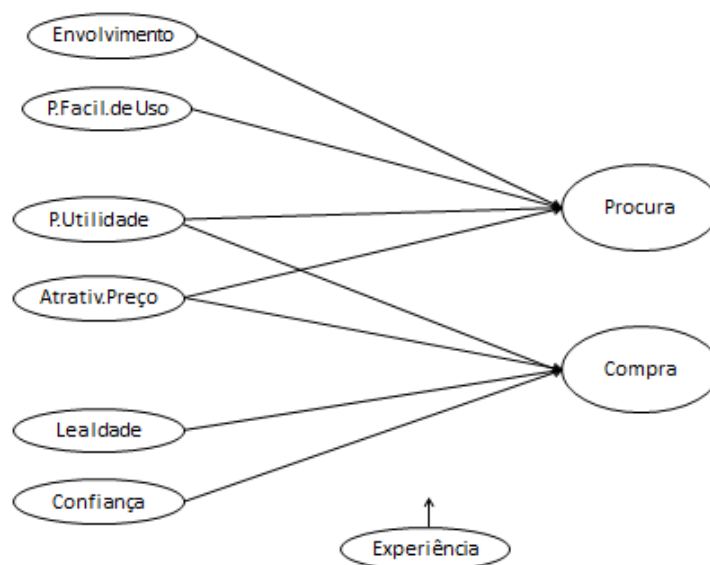 Envolvimento
P.Facil.de Uso
P.Utilidade
Procura
Atrativ.Preço
Compra
Lealdade
Confiança
Experiência